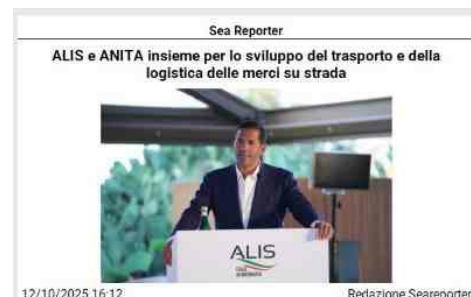 Sea Reporter
ALIS e ANITA insieme per lo sviluppo del trasporto e della
logistica delle merci su strada
ALIS
12/10/2025 16:12
Redazione Seareporter